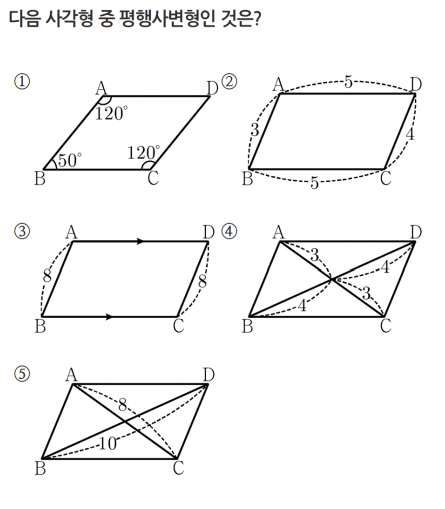 다음 사각형 중 평행사변형인 것은?
① A D ② A 5 D
120°
3 4
50° 120°
B C B 5 C
③ A D ④ A D
3 4
8 8
4 3
B C B C
⑤ A D
8
10
B C